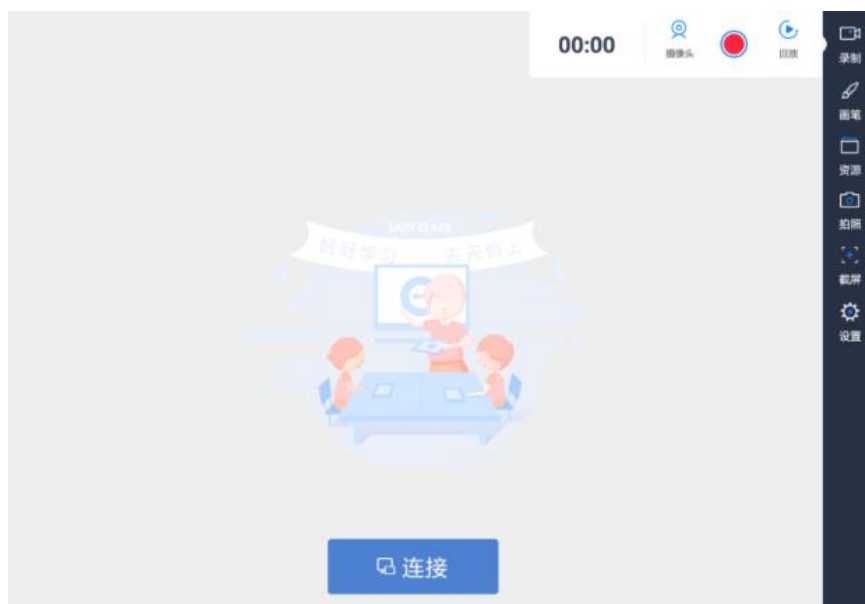 00:00
摄像头
回放
录制
画笔
资源
拍照
截屏
设置
EASY CLASS
好好学习 天天向上
连接